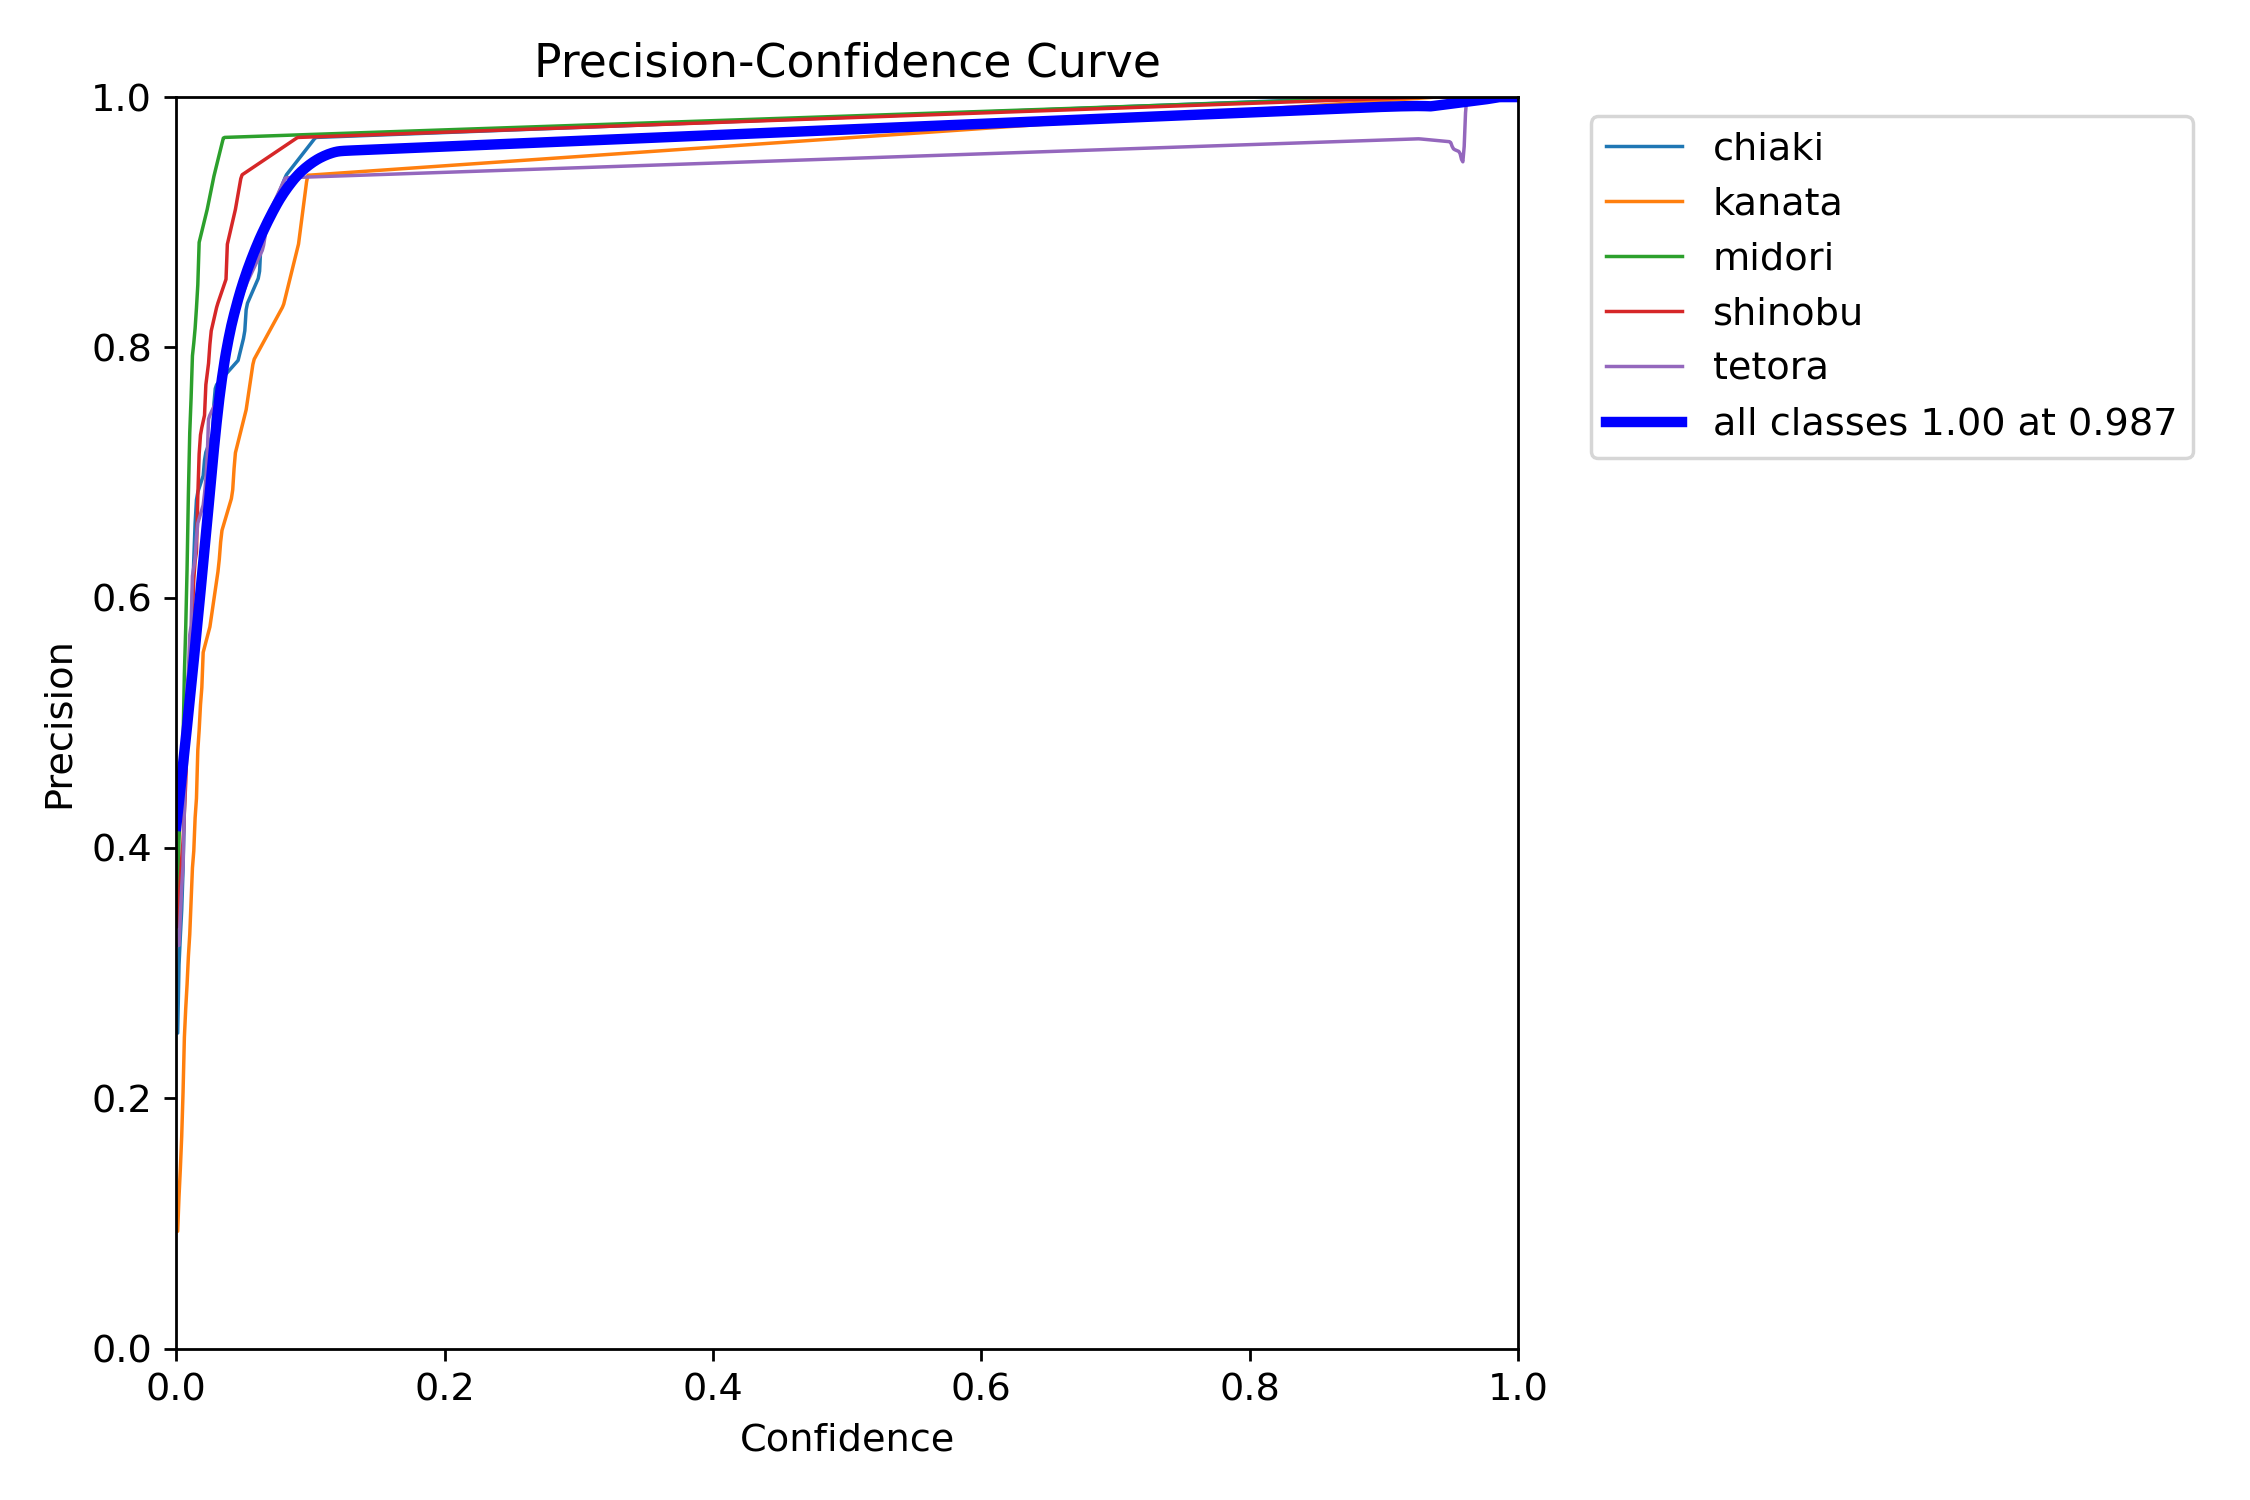 Precision-Confidence Curve
1.0
0.8
0.6
0.4
0.2
0.0
Precision
0.0 0.2 0.4 0.6 0.8 1.0
Confidence
chiaki
kanata
midori
shinobu
tetora
all classes 1.00 at 0.987